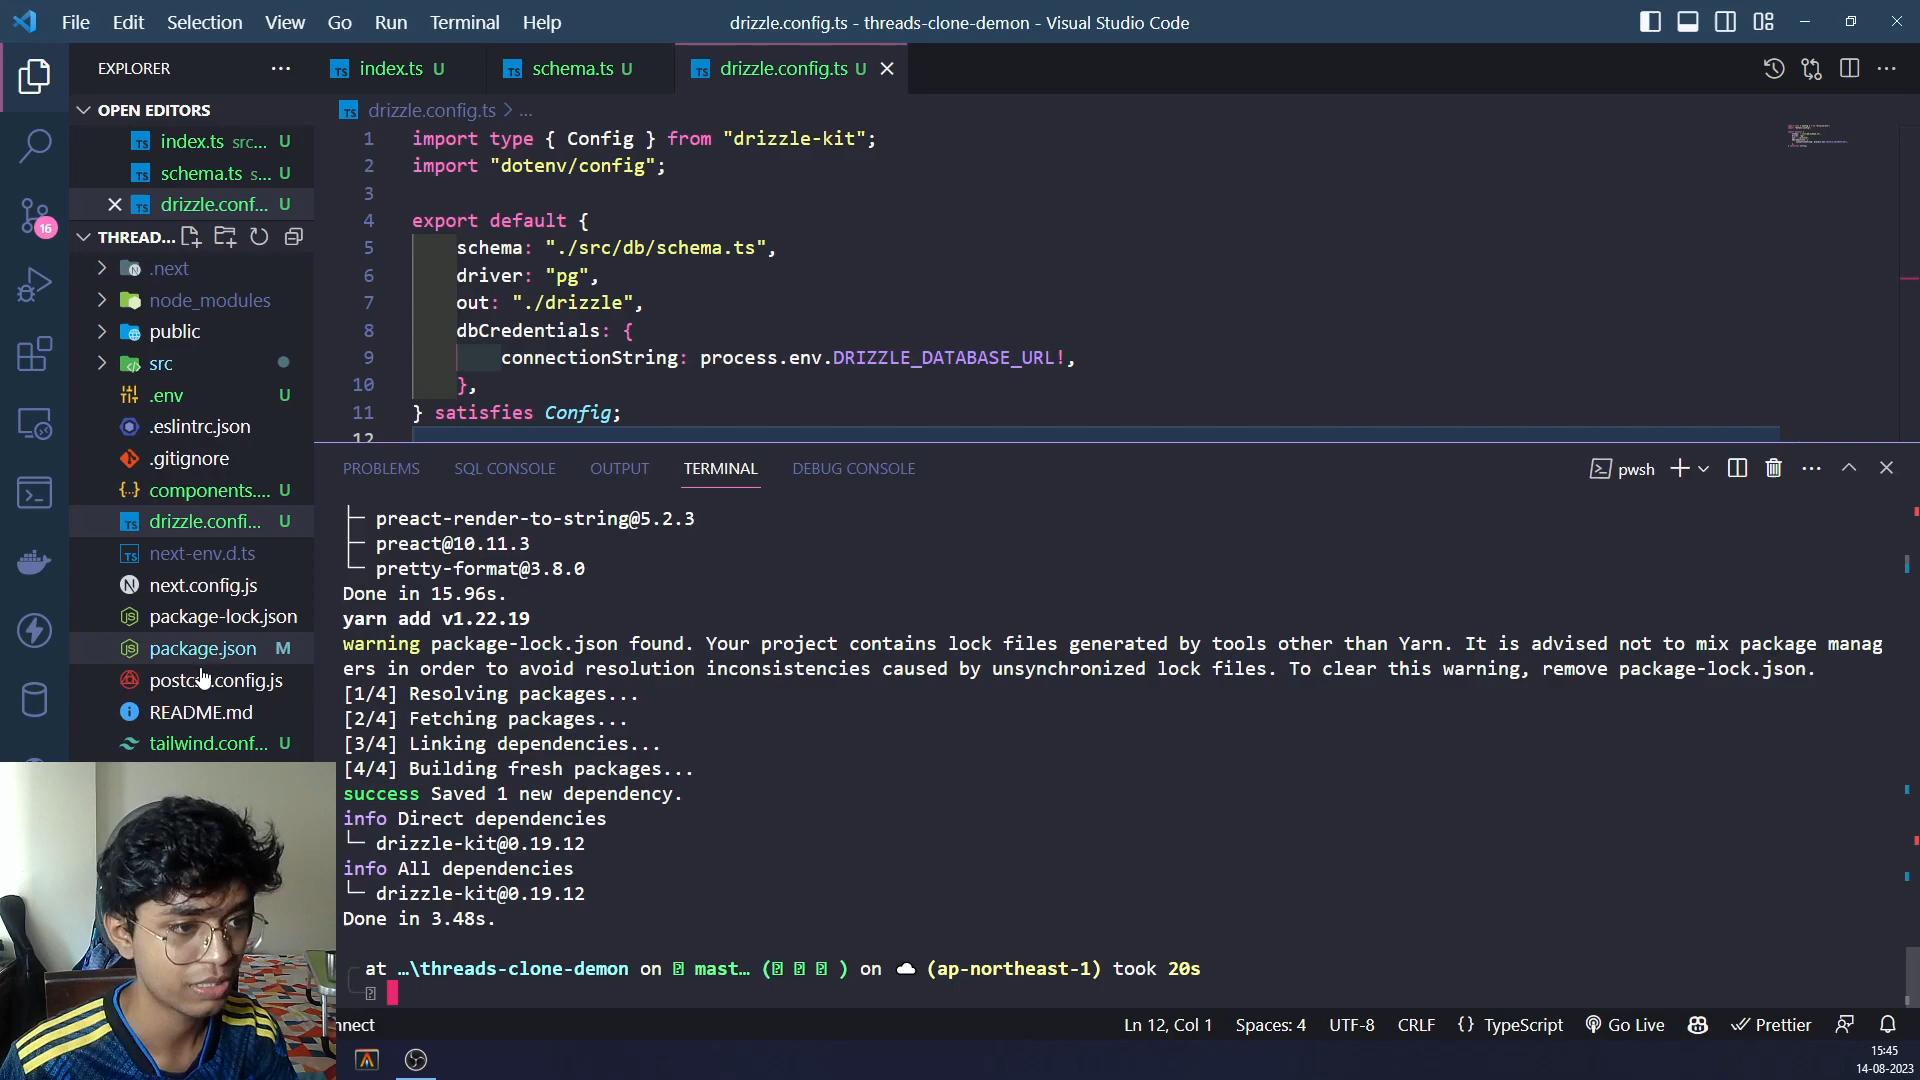 File Edit Selection View Go Run Terminal Help
drizzle.config.ts - threads-clone-demon - Visual Studio Code
EXPLORER
OPEN EDITORS
index.ts src... U
schema.ts s... U
drizzle.conf... U
THREAD...
.next
node_modules
public
src
.env U
.eslintrc.json
.gitignore
components.... U
drizzle.confi... U
next-env.d.ts
next.config.js
package-lock.json
package.json M
postcss.config.js
README.md
tailwind.conf... U
16
index.ts U
schema.ts U
drizzle.config.ts U
drizzle.config.ts > ...
1 import type { Config } from "drizzle-kit";
2 import "dotenv/config";
3
4 export default {
5 schema: "./src/db/schema.ts",
6 driver: "pg",
7 out: "./drizzle",
8 dbCredentials: {
9 connectionString: process.env.DRIZZLE_DATABASE_URL!,
10 },
11 } satisfies Config;
12
PROBLEMS SQL CONSOLE OUTPUT TERMINAL DEBUG CONSOLE
pwsh
├─ preact-render-to-string@5.2.3
├─ preact@10.11.3
└─ pretty-format@3.8.0
Done in 15.96s.
yarn add v1.22.19
warning package-lock.json found. Your project contains lock files generated by tools other than Yarn. It is advised not to mix package manag
ers in order to avoid resolution inconsistencies caused by unsynchronized lock files. To clear this warning, remove package-lock.json.
[1/4] Resolving packages...
[2/4] Fetching packages...
[3/4] Linking dependencies...
[4/4] Building fresh packages...
success Saved 1 new dependency.
info Direct dependencies
└─ drizzle-kit@0.19.12
info All dependencies
└─ drizzle-kit@0.19.12
Done in 3.48s.
at …\threads-clone-demon on mast… ( ) on (ap-northeast-1) took 20s
nnect
Ln 12, Col 1 Spaces: 4 UTF-8 CRLF {} TypeScript Go Live Prettier
15:45
14-08-2023